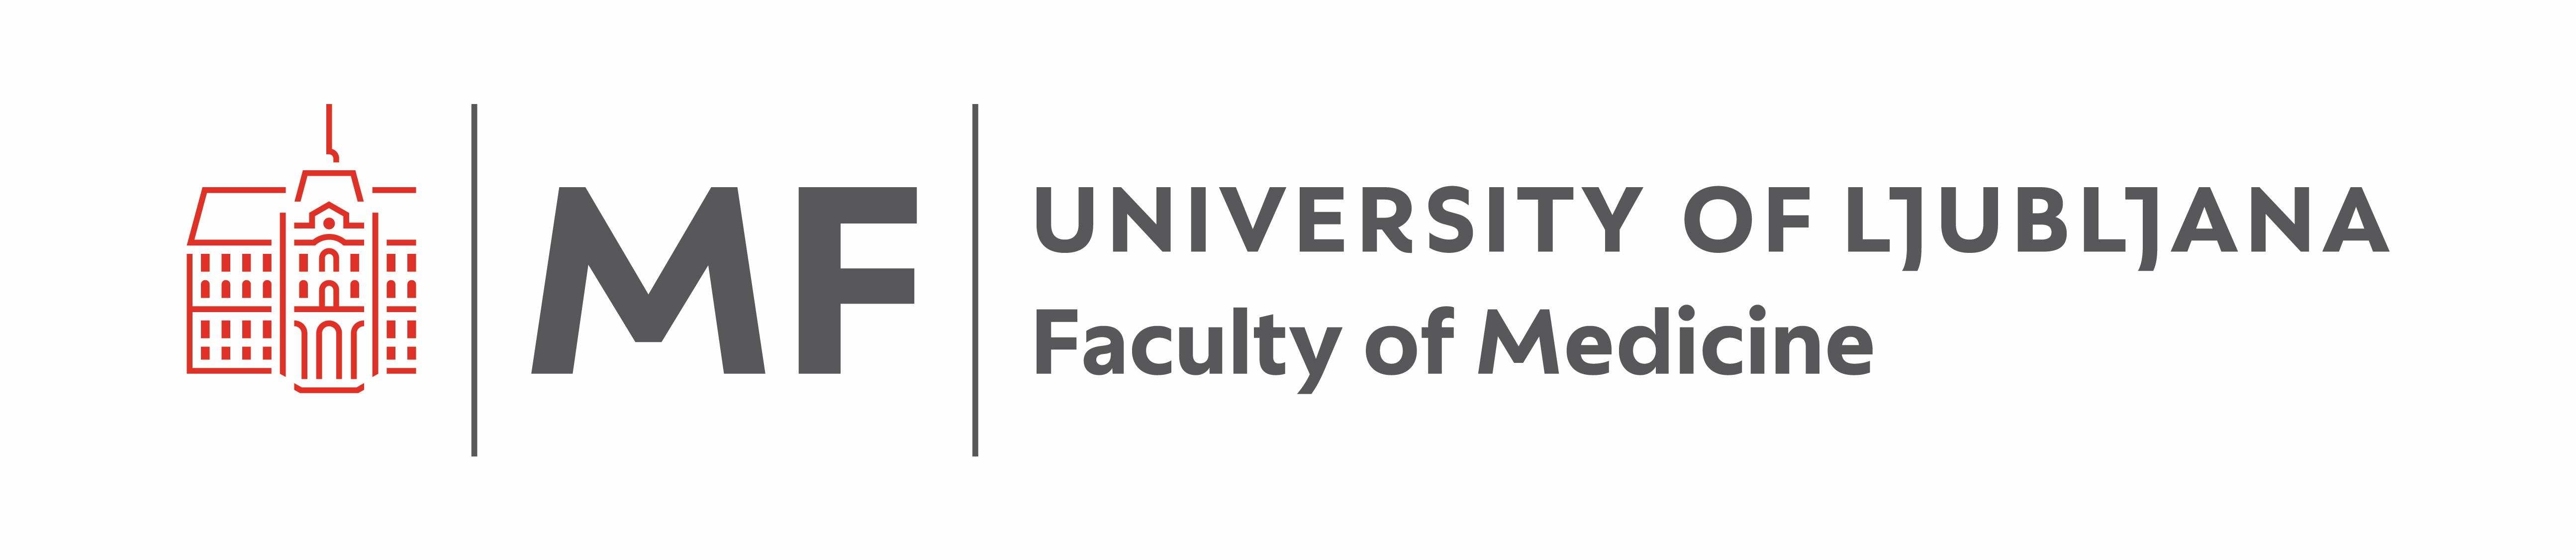 MF
UNIVERSITY OF LJUBLJANA
Faculty of Medicine